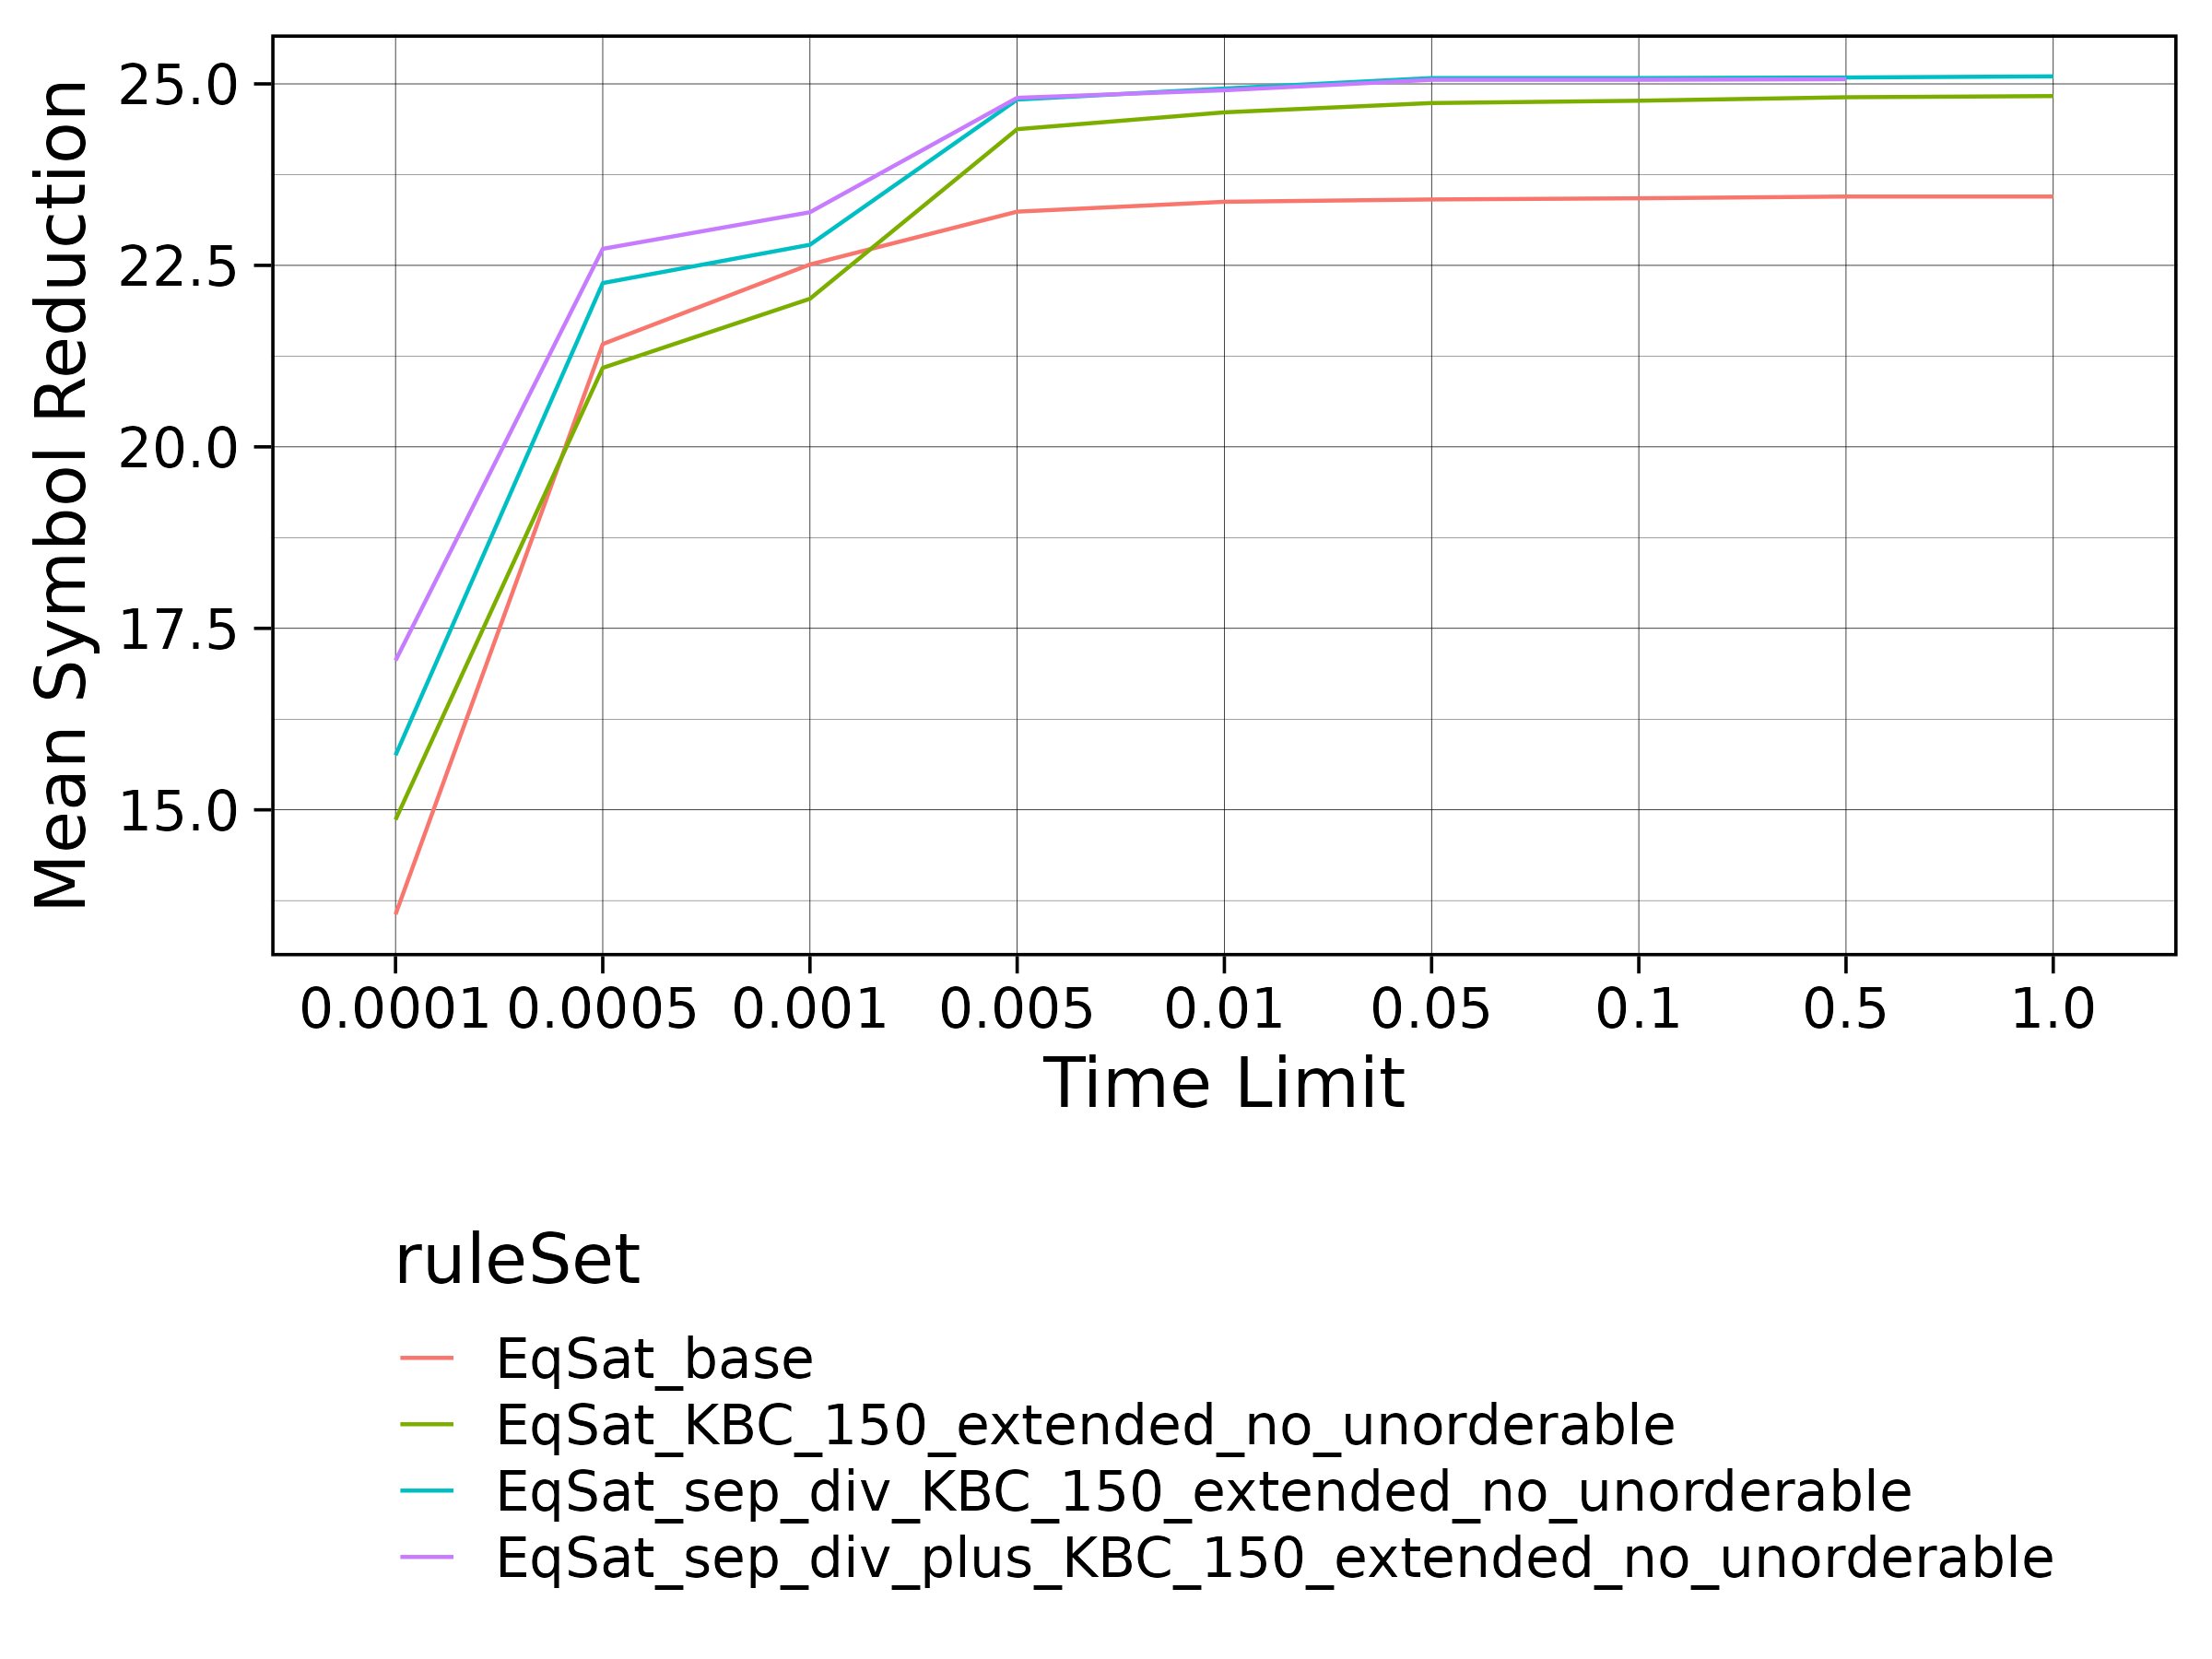 Mean Symbol Reduction
25.0
22.5
20.0
17.5
15.0
0.0001 0.0005 0.001 0.005 0.01 0.05 0.1 0.5 1.0
Time Limit
ruleSet
EqSat_base
EqSat_KBC_150_extended_no_unorderable
EqSat_sep_div_KBC_150_extended_no_unorderable
EqSat_sep_div_plus_KBC_150_extended_no_unorderable